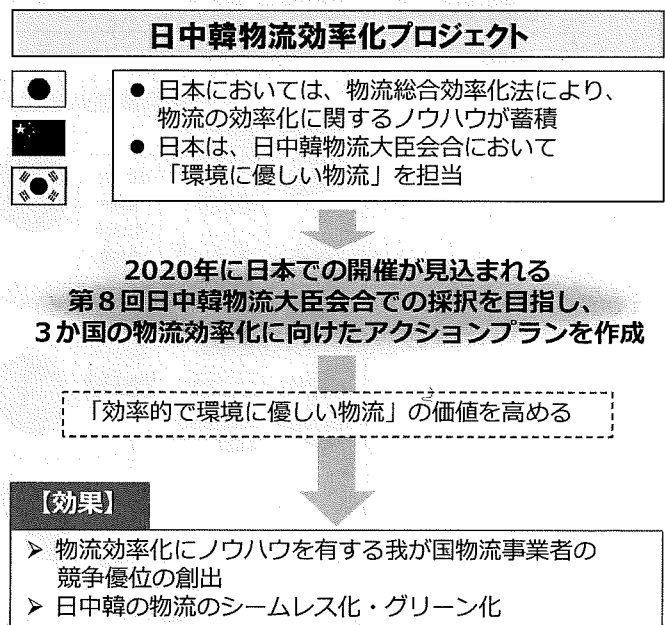 日中韓物流効率化プロジェクト
● 日本においては、物流総合効率化法により、
物流の効率化に関するノウハウが蓄積
● 日本は、日中韓物流大臣会合において
「環境に優しい物流」を担当
2020年に日本での開催が見込まれる
第8回日中韓物流大臣会合での採択を目指し、
3か国の物流効率化に向けたアクションプランを作成
「効率的で環境に優しい物流」の価値を高める
【効果】
➢ 物流効率化にノウハウを有する我が国物流事業者の
競争優位の創出
➢ 日中韓の物流のシームレス化・グリーン化